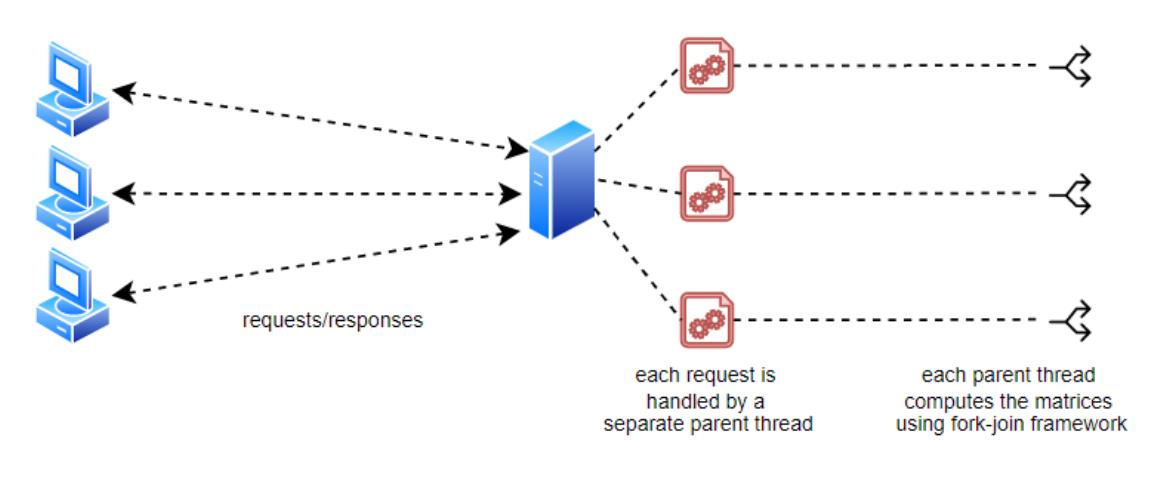 requests/responses
each request is
handled by a
separate parent thread
each parent thread
computes the matrices
using fork-join framework